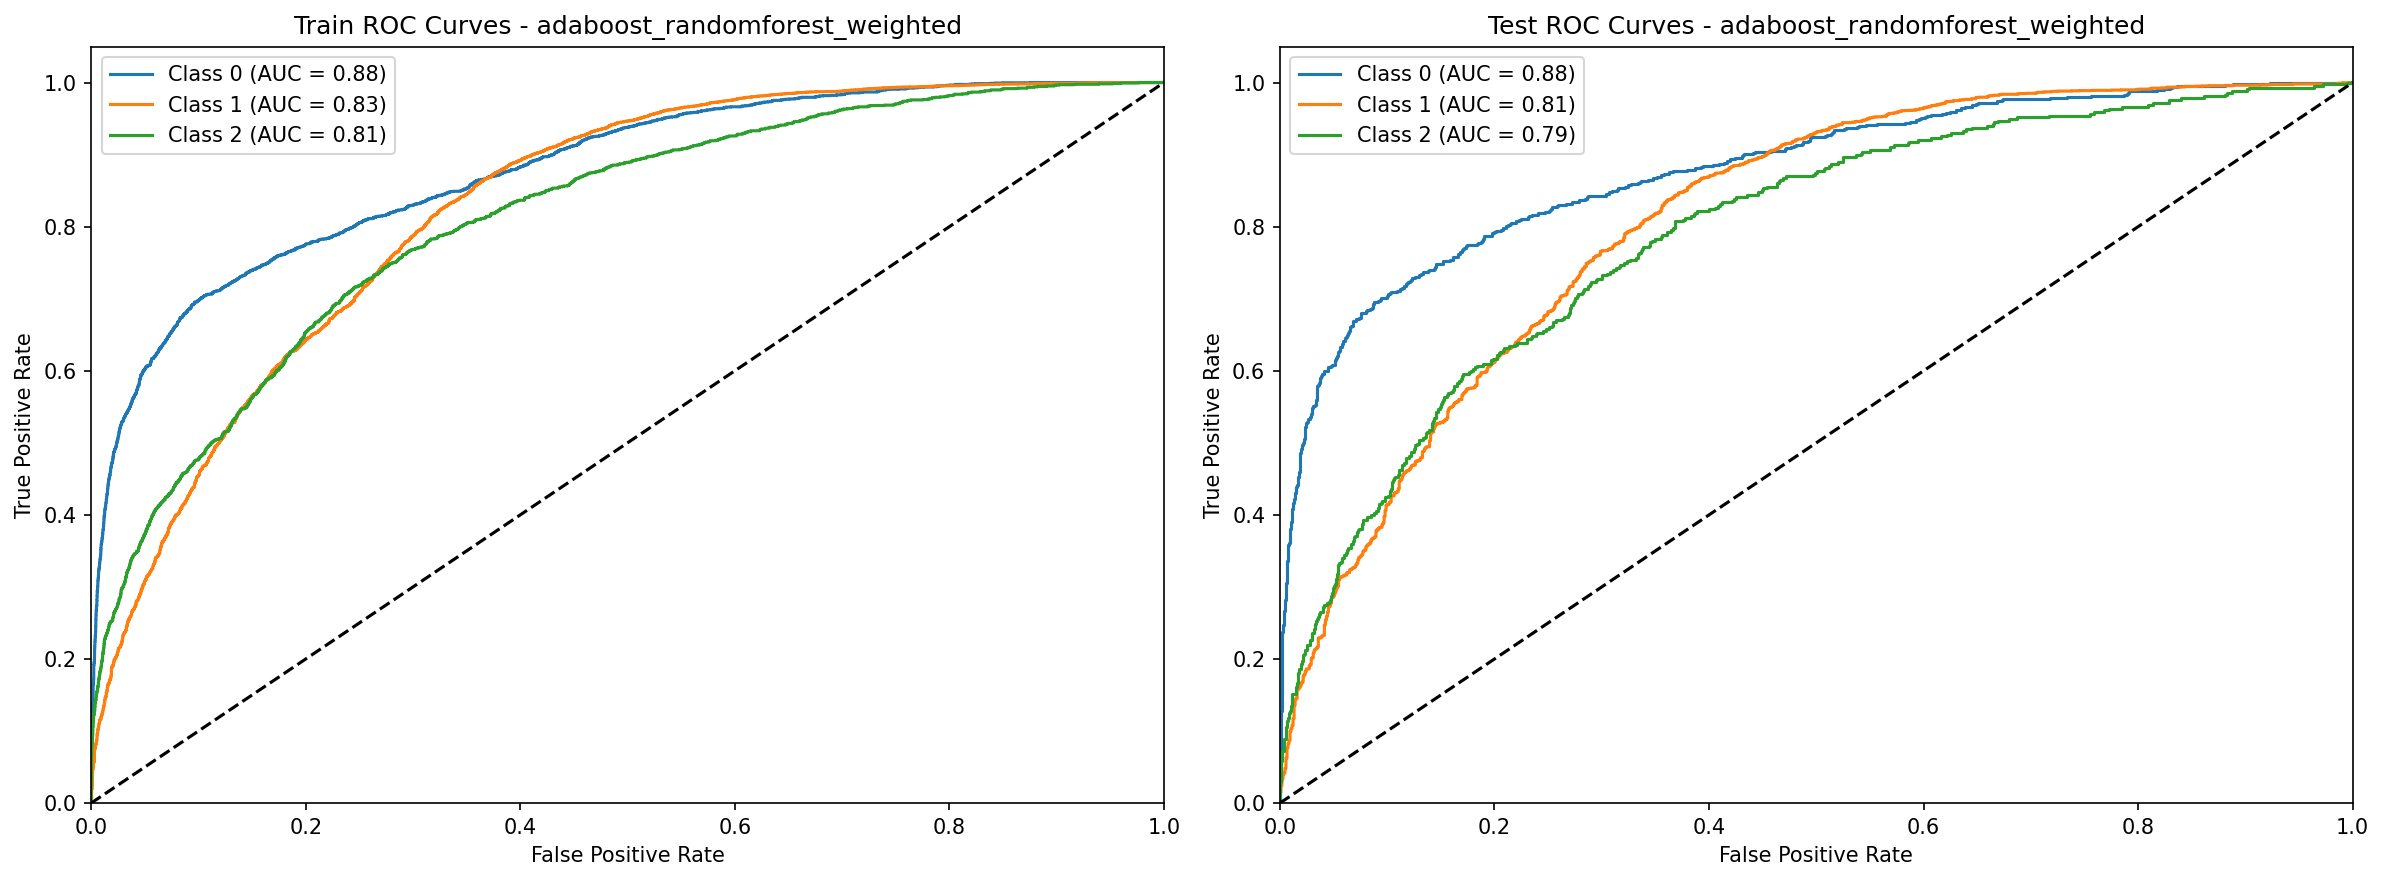 Train ROC Curves - adaboost_randomforest_weighted
Class 0 (AUC = 0.88)
Class 1 (AUC = 0.83)
Class 2 (AUC = 0.81)
True Positive Rate
1.0
0.8
0.6
0.4
0.2
0.0
0.0 0.2 0.4 0.6 0.8 1.0
False Positive Rate
Test ROC Curves - adaboost_randomforest_weighted
Class 0 (AUC = 0.88)
Class 1 (AUC = 0.81)
Class 2 (AUC = 0.79)
True Positive Rate
1.0
0.8
0.6
0.4
0.2
0.0
0.0 0.2 0.4 0.6 0.8 1.0
False Positive Rate